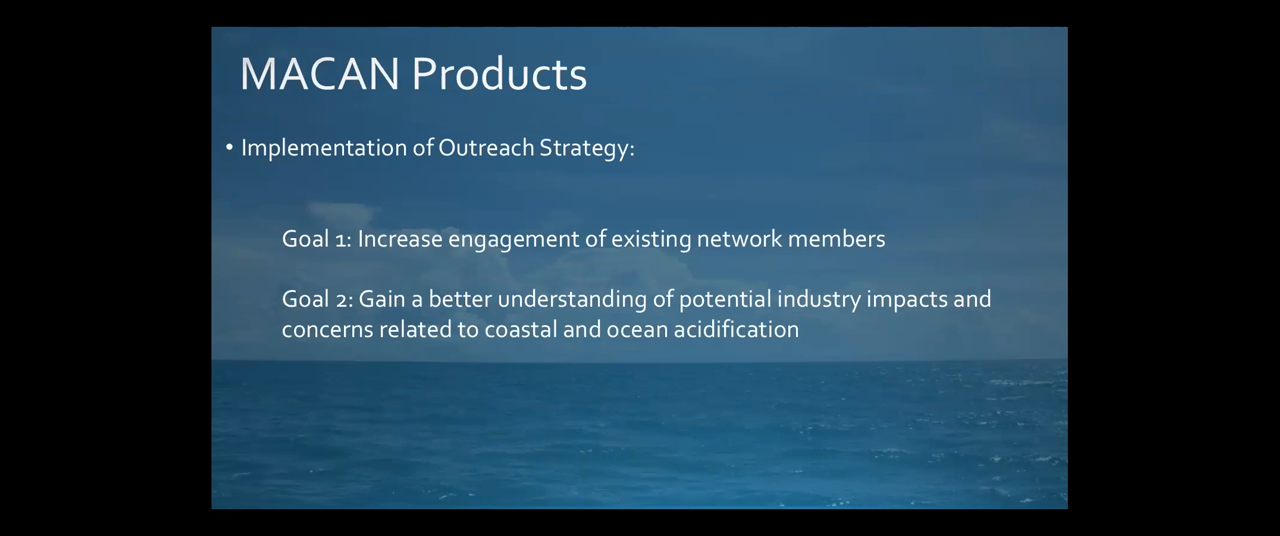 MACAN Products
• Implementation of Outreach Strategy:
Goal 1: Increase engagement of existing network members
Goal 2: Gain a better understanding of potential industry impacts and
concerns related to coastal and ocean acidification